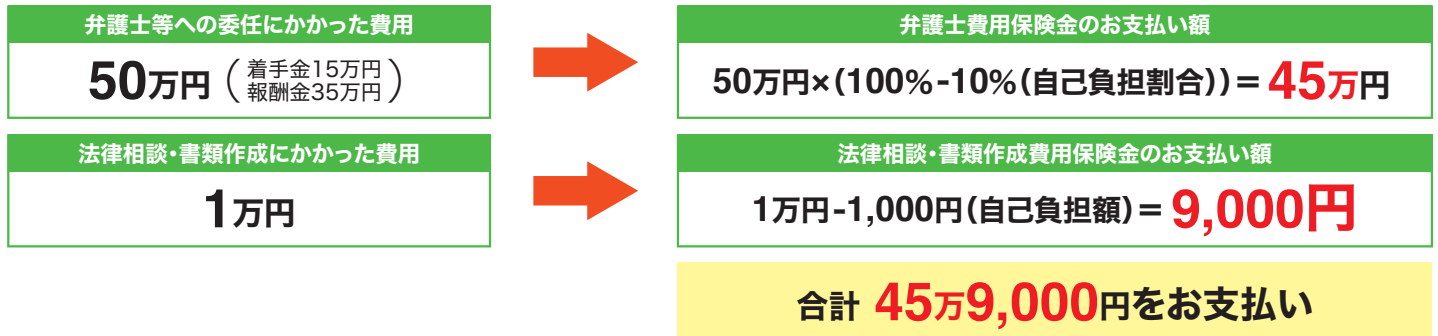 弁護士等への委任にかかった費用
50万円(着手金15万円
報酬金35万円)
弁護士費用保険金のお支払い額
50万円×(100%-10%(自己負担割合))=45万円
法律相談・書類作成にかかった費用
1万円
法律相談・書類作成費用保険金のお支払い額
1万円-1,000円(自己負担額)=9,000円
合計 45万9,000円をお支払い